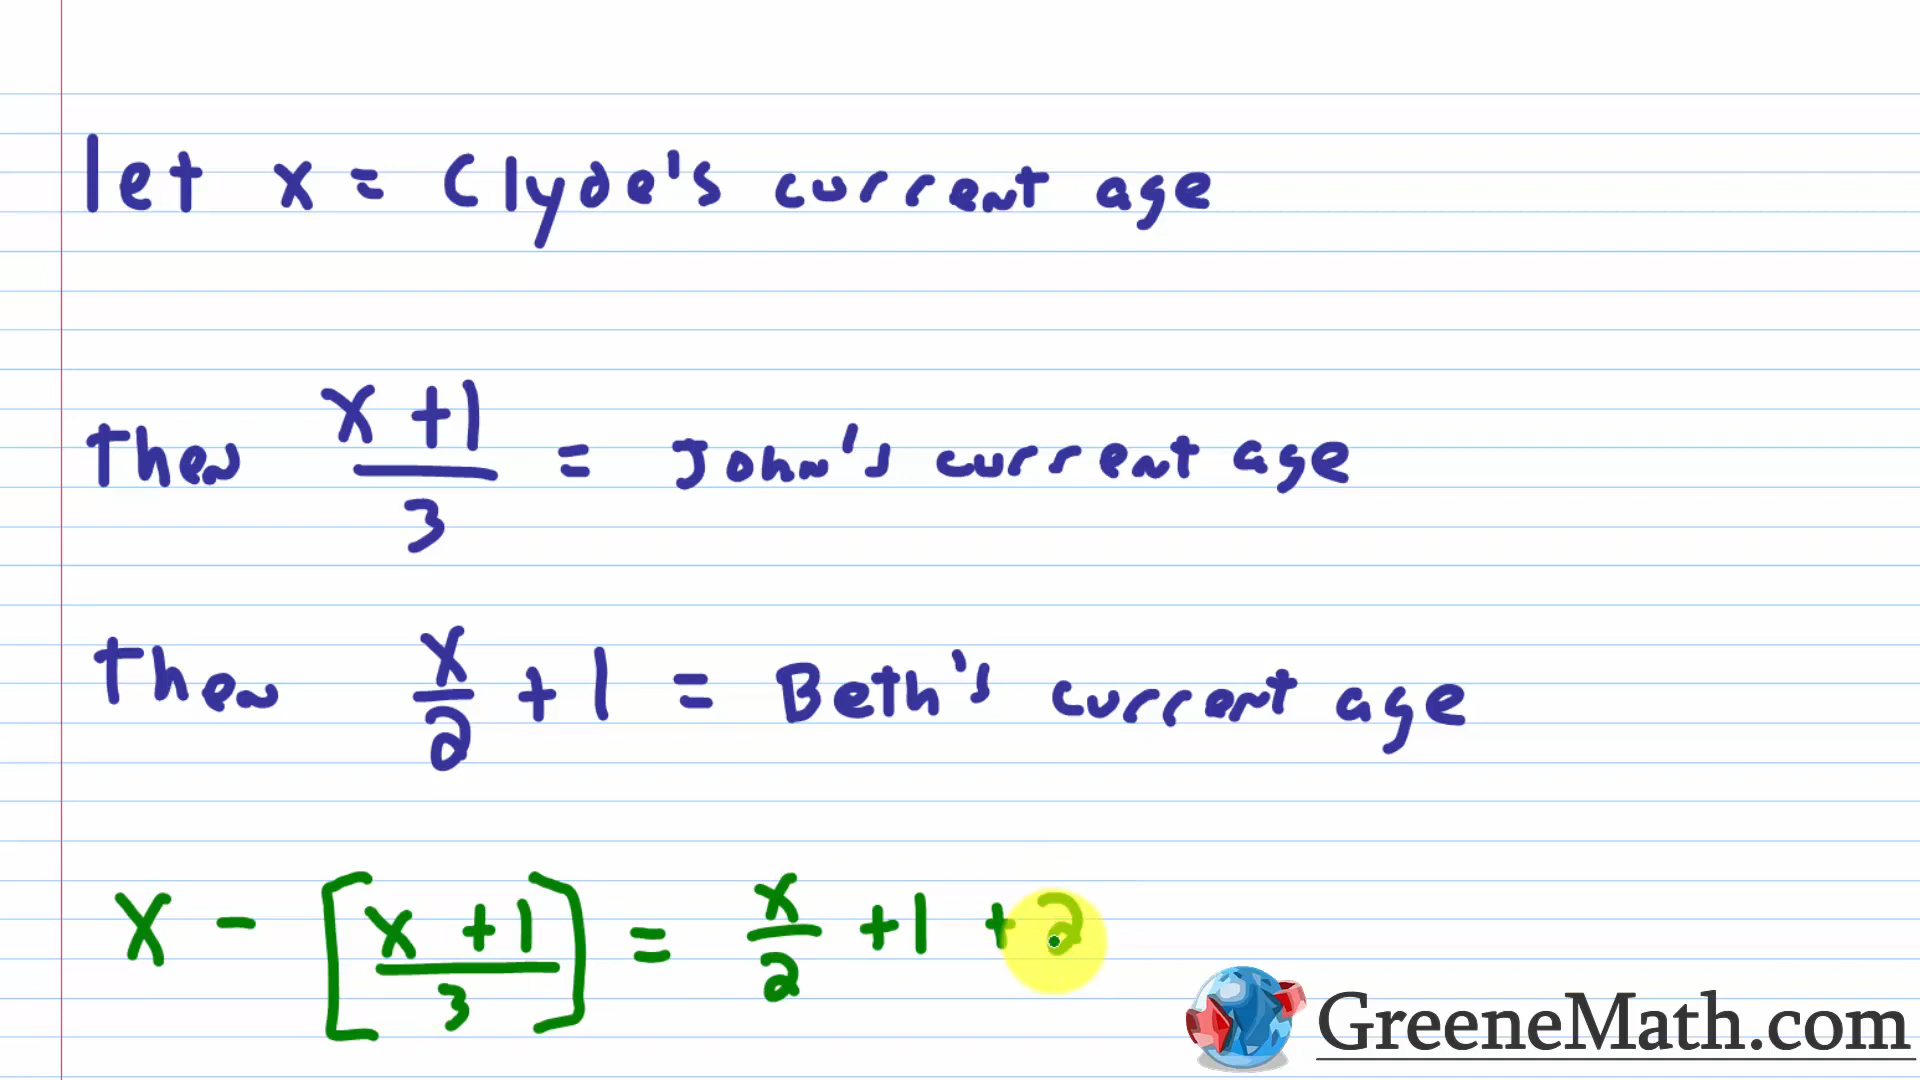 let x = Clyde's current age
Then x+1/3 = John's current age
Then x/2 + 1 = Beth's current age
x - [x+1/3] = x/2 + 1 + 2
GreeneMath.com